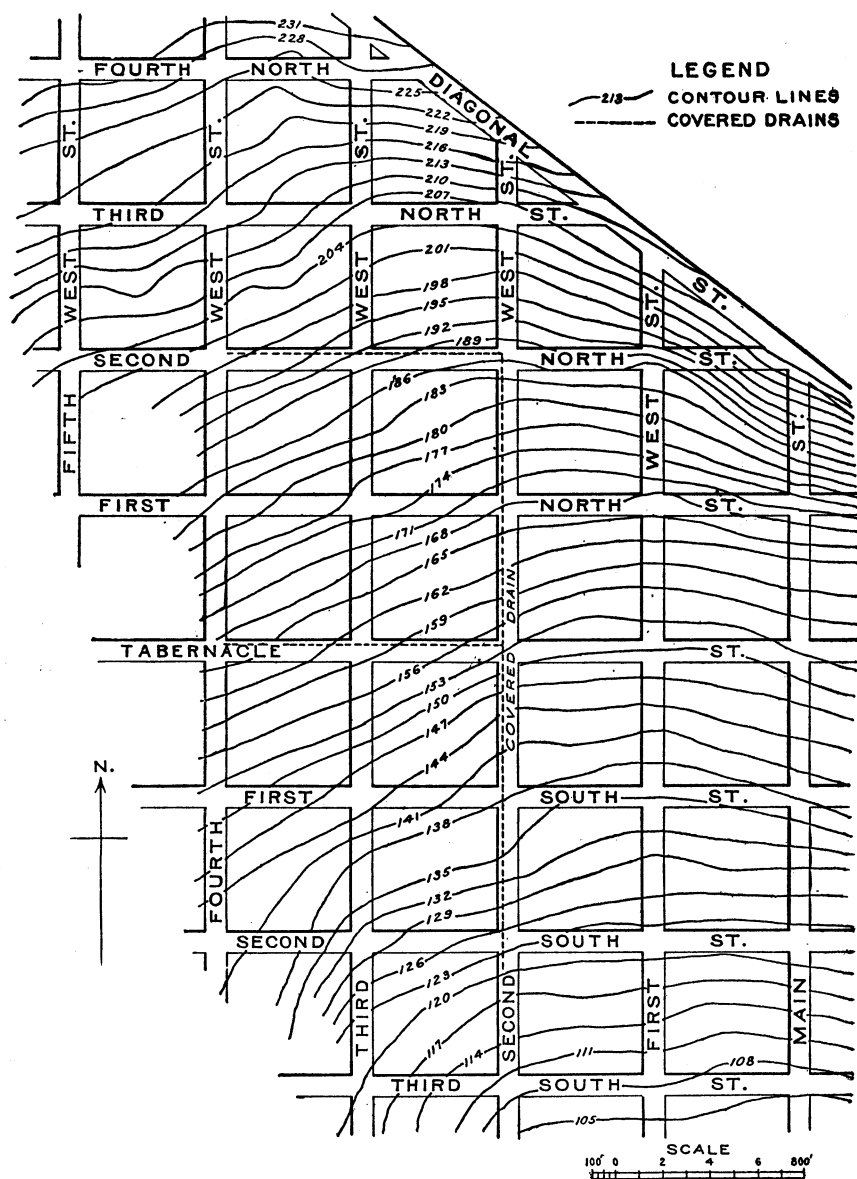 231
228
LEGEND
213 CONTOUR LINES
COVERED DRAINS
FOURTH NORTH
DIAGONAL ST.
225
222
219
216
213
210
207
ST.
ST.
ST.
ST.
THIRD NORTH ST.
204
201
198
195
192
189
WEST
WEST
WEST
WEST
ST.
SECOND NORTH ST.
186
183
180
177
174
FIFTH
WEST
ST.
FIRST NORTH ST.
171
168
165
162
159
COVERED DRAIN
TABERNACLE ST.
156
153
150
147
144
COVERED DRAIN
N.
FIRST SOUTH ST.
141
138
135
132
129
FOURTH
SECOND SOUTH ST.
126
123
120
117
114
111
108
THIRD
SECOND
FIRST
MAIN
THIRD SOUTH ST.
105
SCALE
100' 0 2 4 6 800'